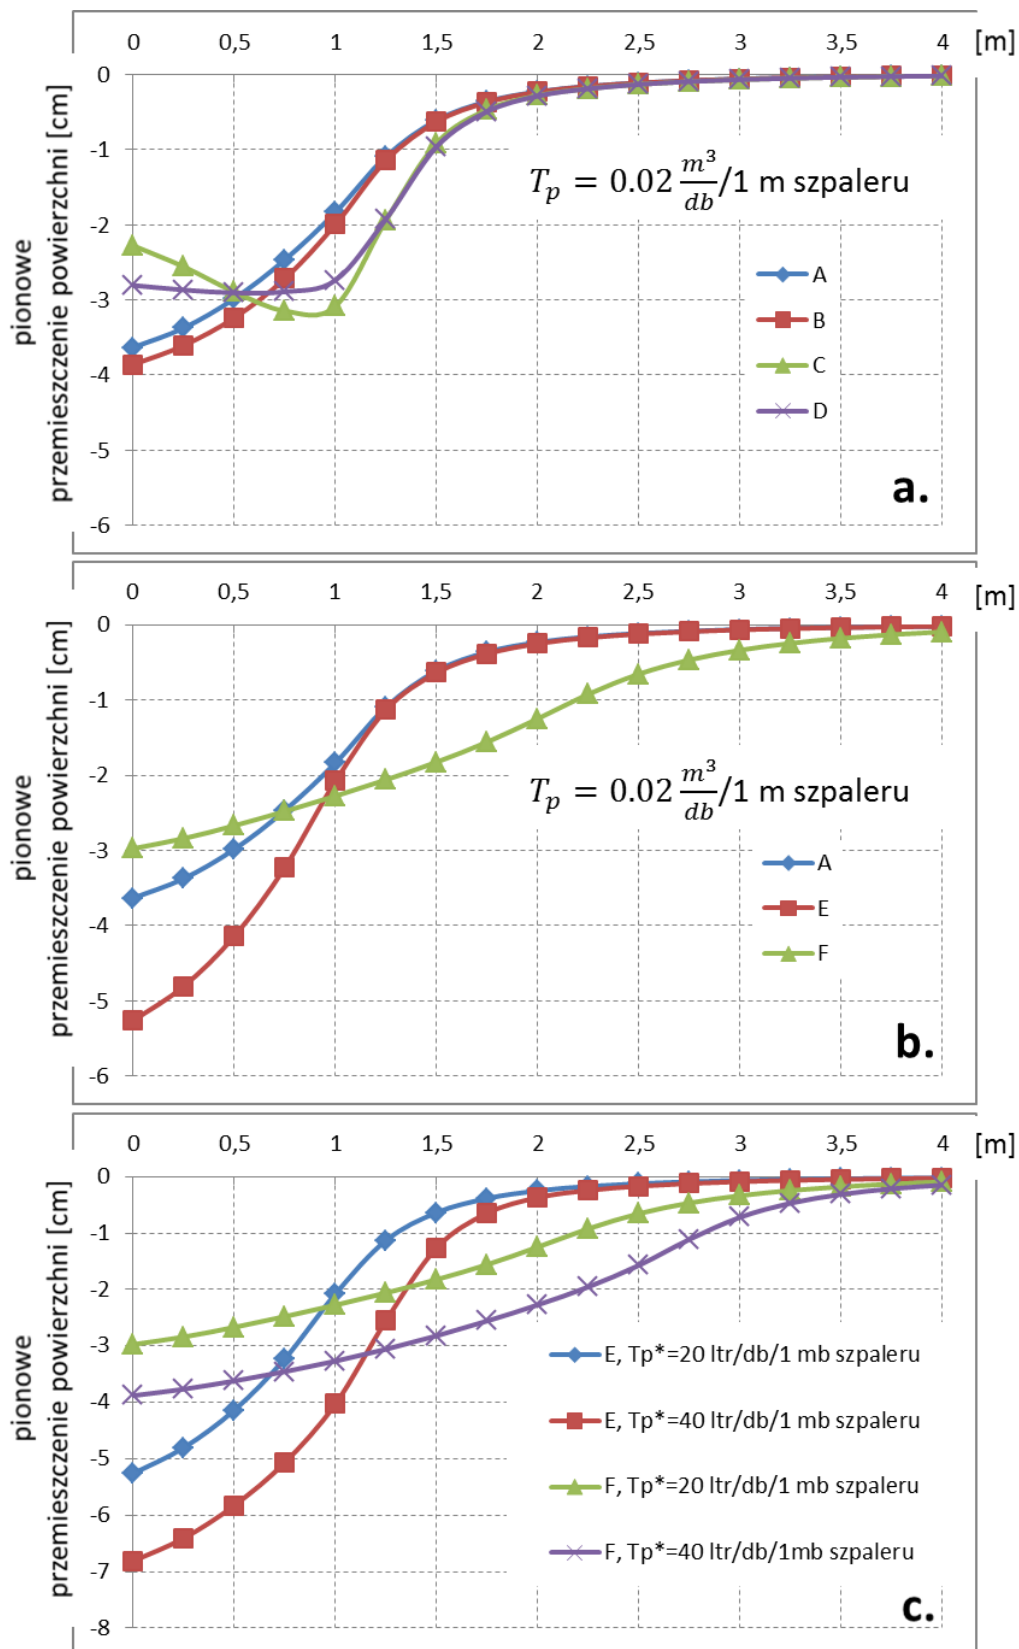 0 0,5 1 1,5 2 2,5 3 3,5 4 [m]
0
-1
-2
-3
-4
-5
-6
pionowe
przemieszczenie powierzchni [cm]
T_p = 0.02 m³/db /1 m szpaleru
A
B
C
D
a.
0 0,5 1 1,5 2 2,5 3 3,5 4 [m]
0
-1
-2
-3
-4
-5
-6
pionowe
przemieszczenie powierzchni [cm]
T_p = 0.02 m³/db /1 m szpaleru
A
E
F
b.
0 0,5 1 1,5 2 2,5 3 3,5 4 [m]
0
-1
-2
-3
-4
-5
-6
-7
-8
pionowe
przemieszczenie powierzchni [cm]
E, Tp*=20 ltr/db/1 mb szpaleru
E, Tp*=40 ltr/db/1 mb szpaleru
F, Tp*=20 ltr/db/1 mb szpaleru
F, Tp*=40 ltr/db/1mb szpaleru
c.